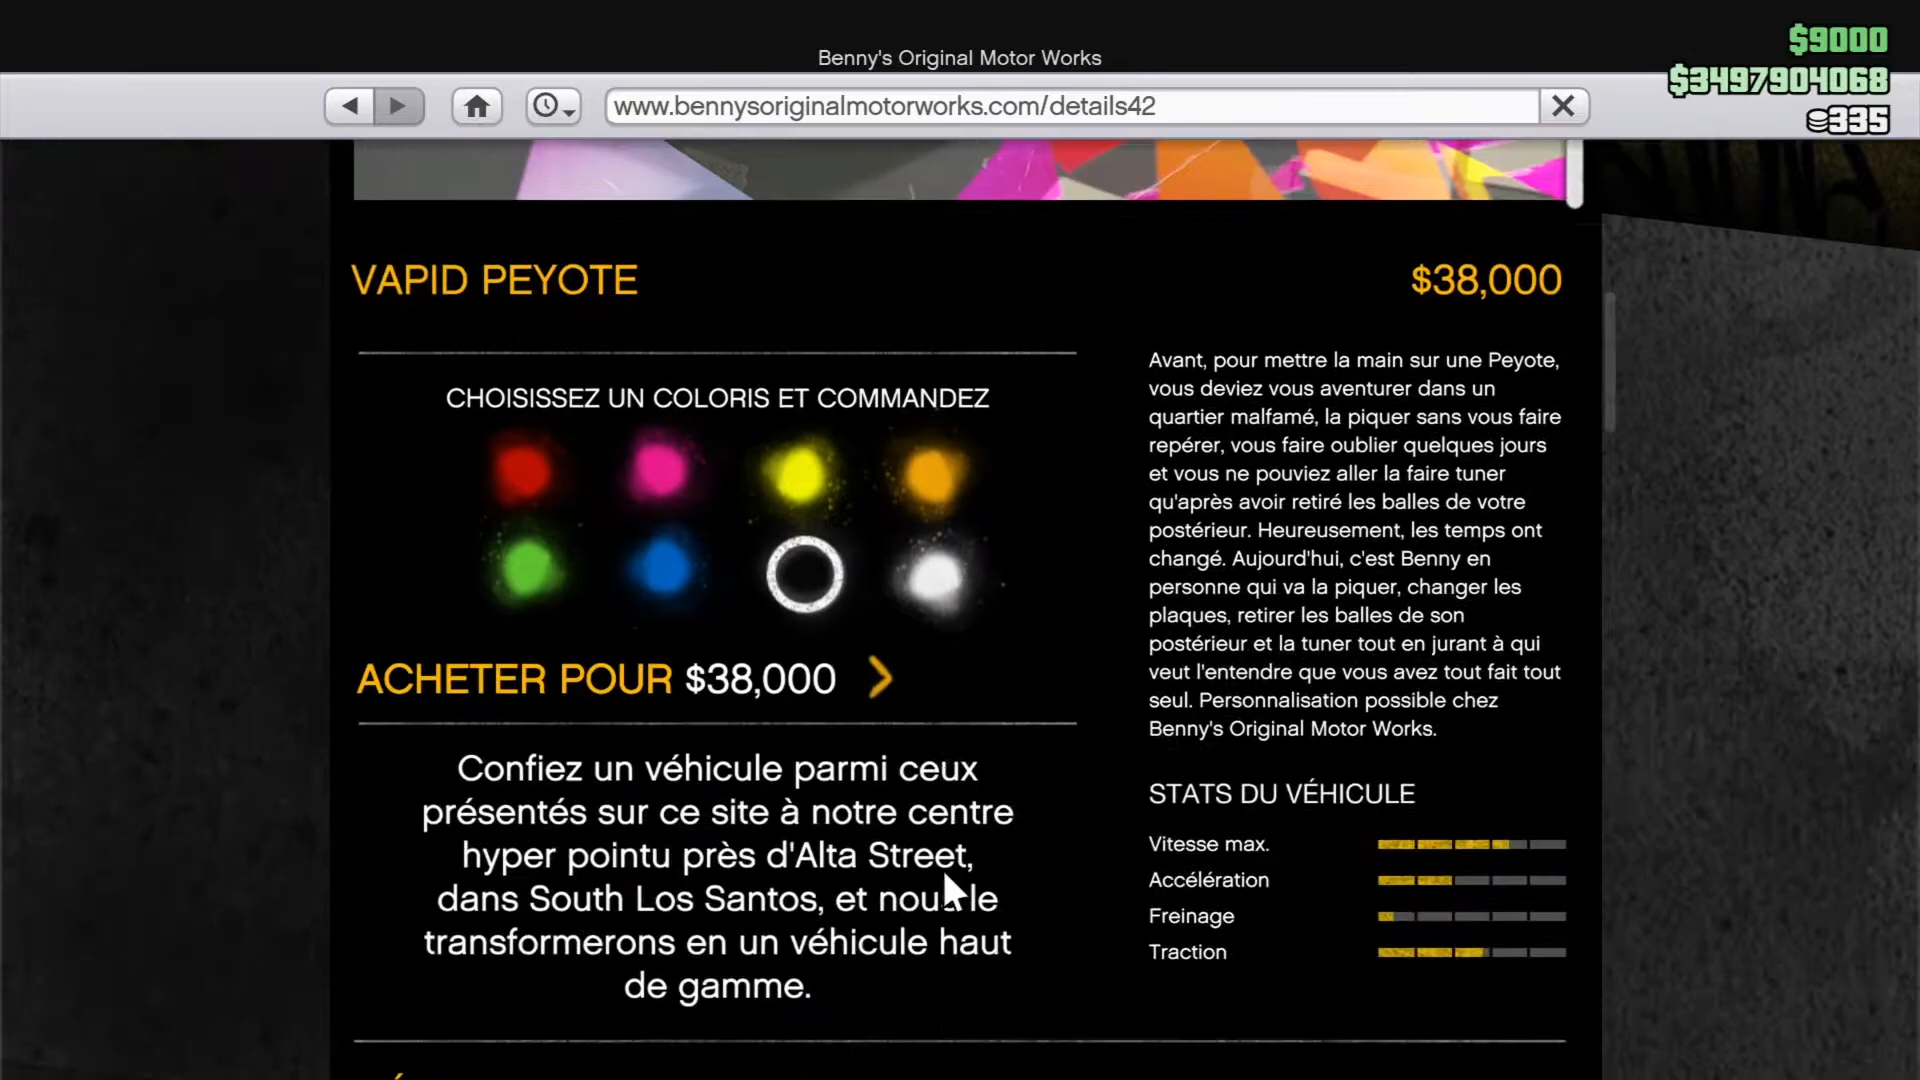 Benny's Original Motor Works
$9000
$3497904068
335
www.bennysoriginalmotorworks.com/details42
VAPID PEYOTE
$38,000
CHOISISSEZ UN COLORIS ET COMMANDEZ
ACHETER POUR $38,000
Confiez un véhicule parmi ceux
présentés sur ce site à notre centre
hyper pointu près d'Alta Street,
dans South Los Santos, et nous le
transformerons en un véhicule haut
de gamme.
Avant, pour mettre la main sur une Peyote,
vous deviez vous aventurer dans un
quartier malfamé, la piquer sans vous faire
repérer, vous faire oublier quelques jours
et vous ne pouviez aller la faire tuner
qu'après avoir retiré les balles de votre
postérieur. Heureusement, les temps ont
changé. Aujourd'hui, c'est Benny en
personne qui va la piquer, changer les
plaques, retirer les balles de son
postérieur et la tuner tout en jurant à qui
veut l'entendre que vous avez tout fait tout
seul. Personnalisation possible chez
Benny's Original Motor Works.
STATS DU VÉHICULE
Vitesse max.
Accélération
Freinage
Traction